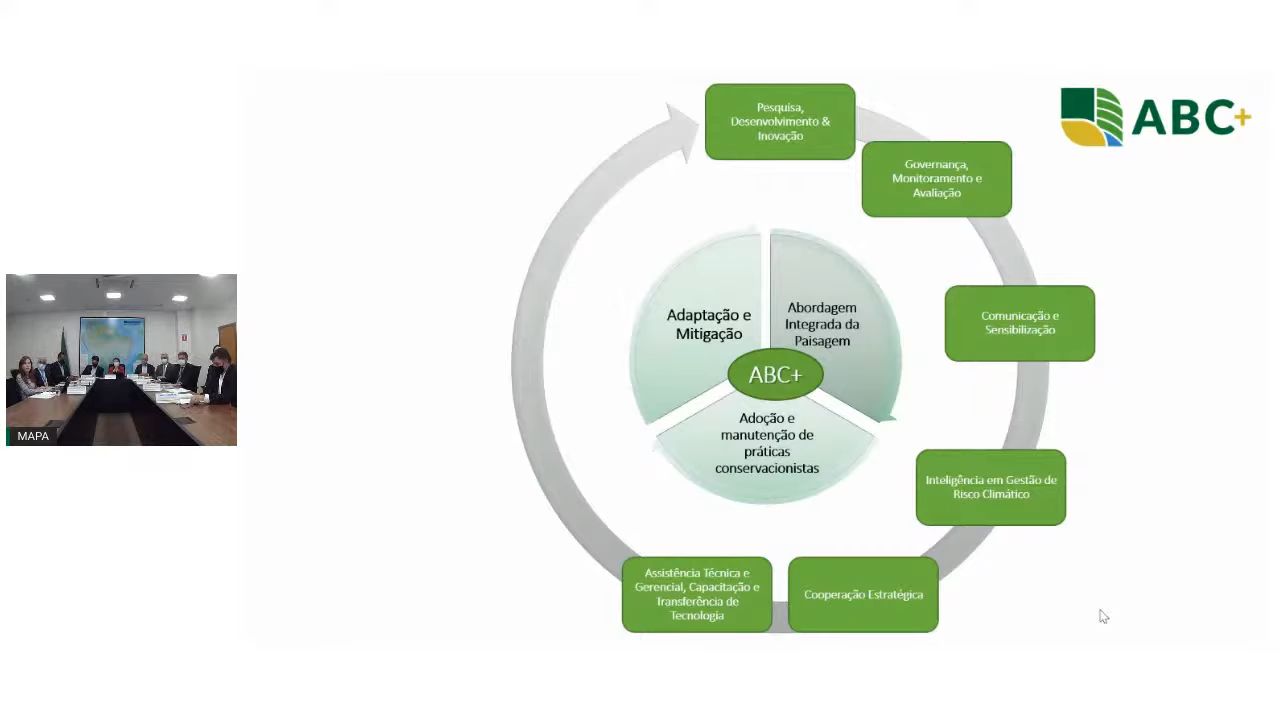 Pesquisa,
Desenvolvimento &
Inovação
ABC+
Governança,
Monitoramento e
Avaliação
Adaptação e
Mitigação
Abordagem
Integrada da
Paisagem
Comunicação e
Sensibilização
ABC+
Adoção e
manutenção de
práticas
conservacionistas
MAPA
Inteligência em Gestão de
Risco Climático
Assistência Técnica e
Gerencial, Capacitação e
Transferência de
Tecnologia
Cooperação Estratégica